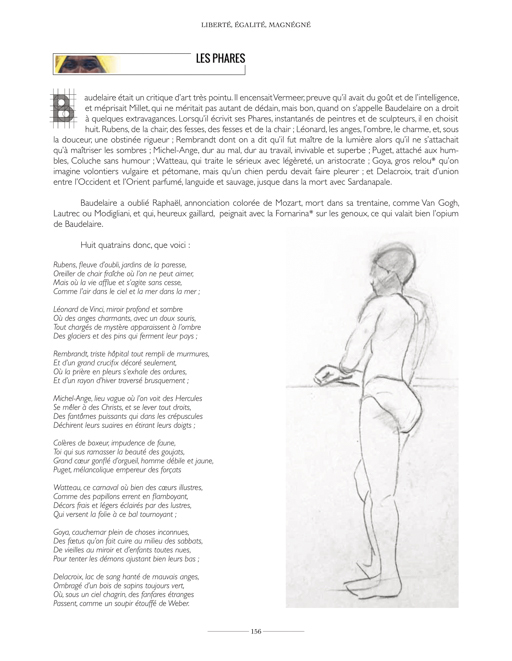 LIBERTÉ, ÉGALITÉ, MAGNÉGNÉ
LES PHARES
Baudelaire était un critique d'art très pointu. Il encensait Vermeer, preuve qu'il avait du goût et de l'intelligence,
et méprisait Millet, qui ne méritait pas autant de dédain, mais bon, quand on s'appelle Baudelaire on a droit
à quelques extravagances. Lorsqu'il écrivit ses Phares, instantanés de peintres et de sculpteurs, il en choisit
huit. Rubens, de la chair, des fesses, des fesses et de la chair ; Léonard, les anges, l'ombre, le charme, et, sous
la douceur, une obstinée rigueur ; Rembrandt dont on a dit qu'il fut maître de la lumière alors qu'il ne s'attachait
qu'à maîtriser les sombres ; Michel-Ange, dur au mal, dur au travail, invivable et superbe ; Puget, attaché aux hum-
bles, Coluche sans humour ; Watteau, qui traite le sérieux avec légèreté, un aristocrate ; Goya, gros relou* qu'on
imagine volontiers vulgaire et pétomane, mais qu'un chien perdu devait faire pleurer ; et Delacroix, trait d'union
entre l'Occident et l'Orient parfumé, languide et sauvage, jusque dans la mort avec Sardanapale.
Baudelaire a oublié Raphaël, annonciation colorée de Mozart, mort dans sa trentaine, comme Van Gogh,
Lautrec ou Modigliani, et qui, heureux gaillard, peignait avec la Fornarina* sur les genoux, ce qui valait bien l'opium
de Baudelaire.
Huit quatrains donc, que voici :
Rubens, fleuve d'oubli, jardins de la paresse,
Oreiller de chair fraîche où l'on ne peut aimer,
Mais où la vie afflue et s'agite sans cesse,
Comme l'air dans le ciel et la mer dans la mer ;
Léonard de Vinci, miroir profond et sombre
Où des anges charmants, avec un doux souris,
Tout chargés de mystère apparaissent à l'ombre
Des glaciers et des pins qui ferment leur pays ;
Rembrandt, triste hôpital tout rempli de murmures,
Et d'un grand crucifix décoré seulement,
Où la prière en pleurs s'exhale des ordures,
Et d'un rayon d'hiver traversé brusquement ;
Michel-Ange, lieu vague où l'on voit des Hercules
Se mêler à des Christs, et se lever tout droits,
Des fantômes puissants qui dans les crépuscules
Déchirent leurs suaires en étirant leurs doigts ;
Colères de boxeur, impudence de faune,
Toi qui sus ramasser la beauté des goujats,
Grand cœur gonflé d'orgueil, homme débile et jaune,
Puget, mélancolique empereur des forçats
Watteau, ce carnaval où bien des cœurs illustres,
Comme des papillons errent en flamboyant,
Décors frais et légers éclairés par des lustres,
Qui versent la folie à ce bal tournoyant ;
Goya, cauchemar plein de choses inconnues,
Des fœtus qu'on fait cuire au milieu des sabbats,
De vieilles au miroir et d'enfants toutes nues,
Pour tenter les démons ajustant bien leurs bas ;
Delacroix, lac de sang hanté de mauvais anges,
Ombragé d'un bois de sapins toujours vert,
Où, sous un ciel chagrin, des fanfares étranges
Passent, comme un soupir étouffé de Weber.
156